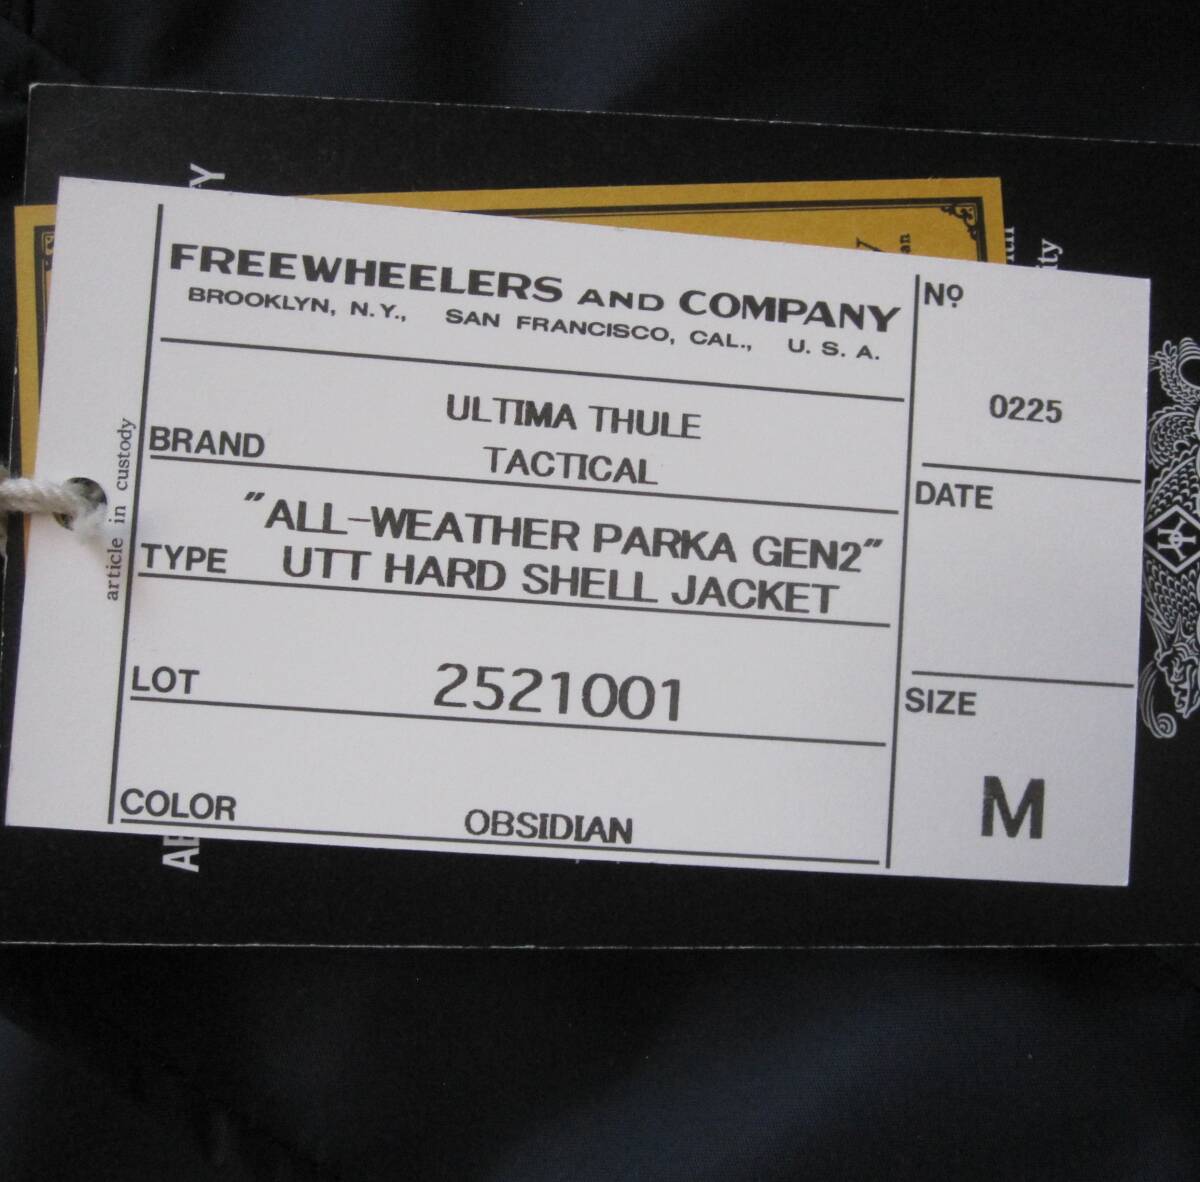 FREEWHEELERS AND COMPANY
BROOKLYN, N.Y., SAN FRANCISCO, CAL., U. S. A.
Nº
0225
BRAND
ULTIMA THULE
TACTICAL
DATE
TYPE
"ALL-WEATHER PARKA GEN2"
UTT HARD SHELL JACKET
LOT
2521001
SIZE
M
COLOR
OBSIDIAN
article in custody